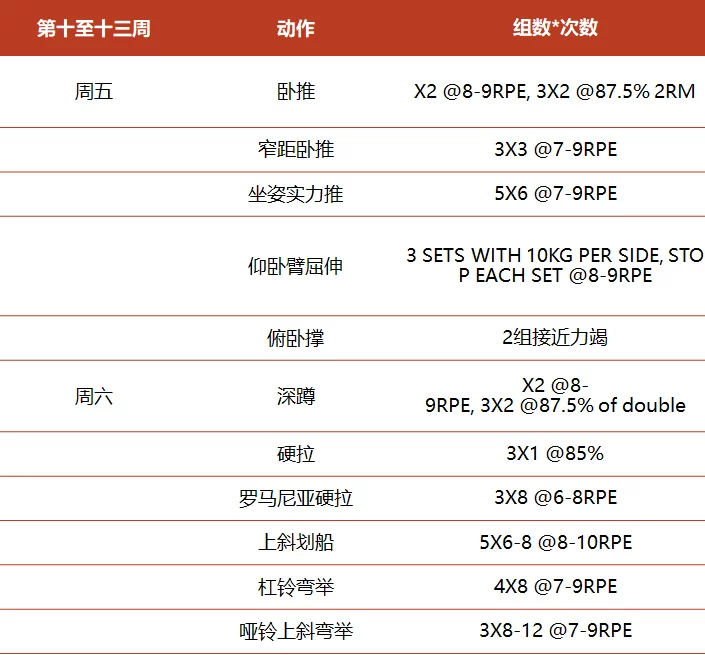 第十至十三周 动作 组数*次数
周五 卧推 X2 @8-9RPE, 3X2 @87.5% 2RM
窄距卧推 3X3 @7-9RPE
坐姿实力推 5X6 @7-9RPE
仰卧臂屈伸 3 SETS WITH 10KG PER SIDE, STO
P EACH SET @8-9RPE
俯卧撑 2组接近力竭
周六 深蹲 X2 @8-
9RPE, 3X2 @87.5% of double
硬拉 3X1 @85%
罗马尼亚硬拉 3X8 @6-8RPE
上斜划船 5X6-8 @8-10RPE
杠铃弯举 4X8 @7-9RPE
哑铃上斜弯举 3X8-12 @7-9RPE